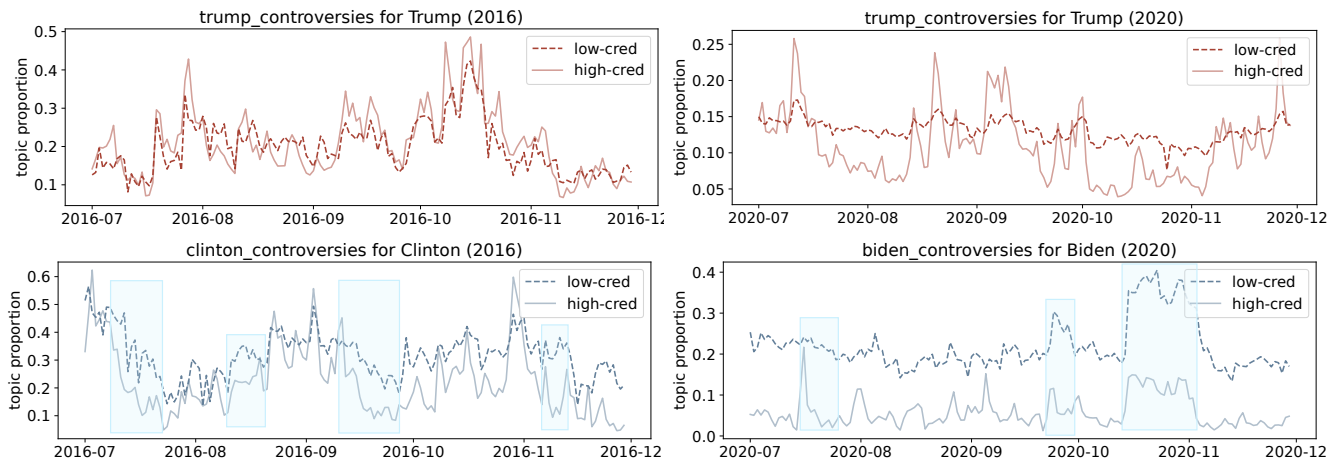 trump_controversies for Trump (2016)
topic proportion
0.5
0.4
0.3
0.2
0.1
low-cred
high-cred
2016-07
2016-08
2016-09
2016-10
2016-11
2016-12
trump_controversies for Trump (2020)
topic proportion
0.25
0.20
0.15
0.10
0.05
low-cred
high-cred
2020-07
2020-08
2020-09
2020-10
2020-11
2020-12
clinton_controversies for Clinton (2016)
topic proportion
0.6
0.5
0.4
0.3
0.2
0.1
low-cred
high-cred
2016-07
2016-08
2016-09
2016-10
2016-11
2016-12
biden_controversies for Biden (2020)
topic proportion
0.4
0.3
0.2
0.1
0.0
low-cred
high-cred
2020-07
2020-08
2020-09
2020-10
2020-11
2020-12